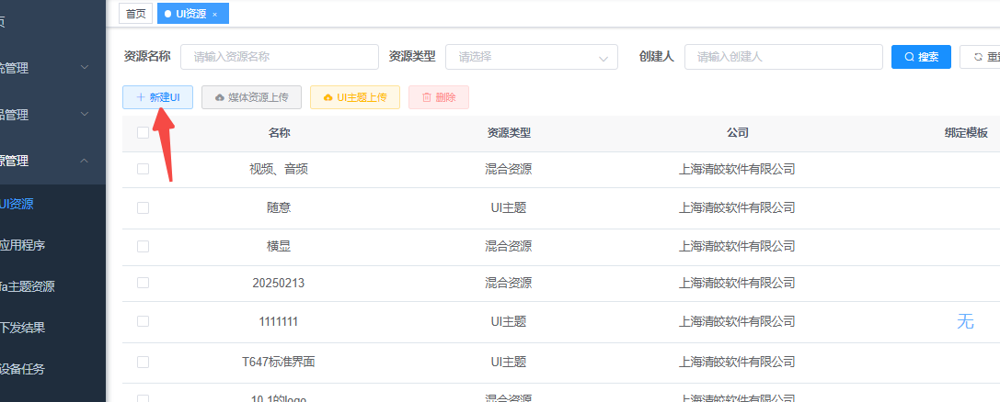 首页 UI资源 ×
页
统管理
品管理
源管理
UI资源
应用程序
fa主题资源
下发结果
设备任务
资源名称 请输入资源名称 资源类型 请选择 创建人 请输入创建人 搜索 重置
新建UI 媒体资源上传 UI主题上传 删除
名称 资源类型 公司 绑定模板
视频、音频 混合资源 上海清皎软件有限公司
随意 UI主题 上海清皎软件有限公司
横显 混合资源 上海清皎软件有限公司
20250213 混合资源 上海清皎软件有限公司
1111111 UI主题 上海清皎软件有限公司 无
T647标准界面 UI主题 上海清皎软件有限公司
10.1的logo 混合资源 上海清皎软件有限公司